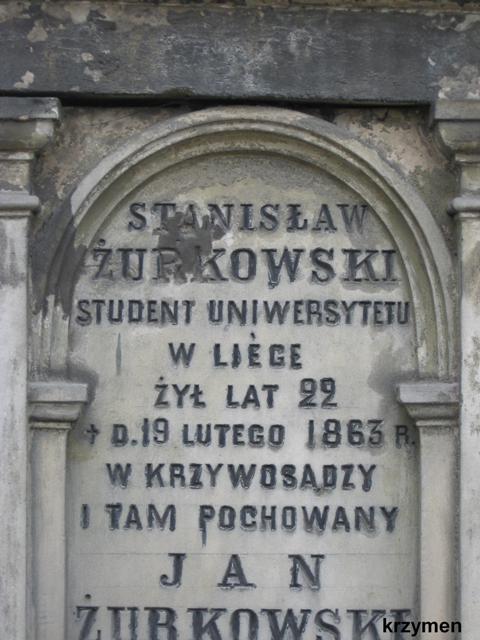 STANISŁAW
ŻURKOWSKI
STUDENT UNIWERSYTETU
W LIÈGE
ŻYŁ LAT 22
† D. 19 LUTEGO 1863 R.
W KRZYWOSĄDZY
I TAM POCHOWANY
JAN
ŻURKOWSKI
krzymen